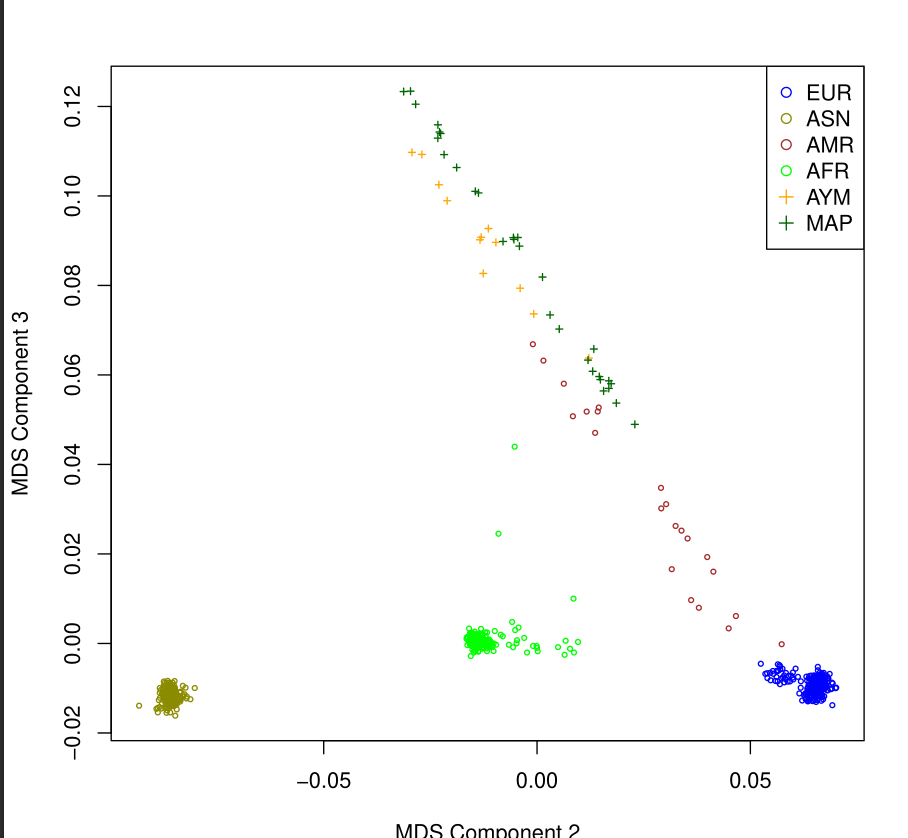 EUR
ASN
AMR
AFR
AYM
MAP
0.12
0.10
0.08
0.06
0.04
0.02
0.00
−0.02
MDS Component 3
−0.05 0.00 0.05
MDS Component 2